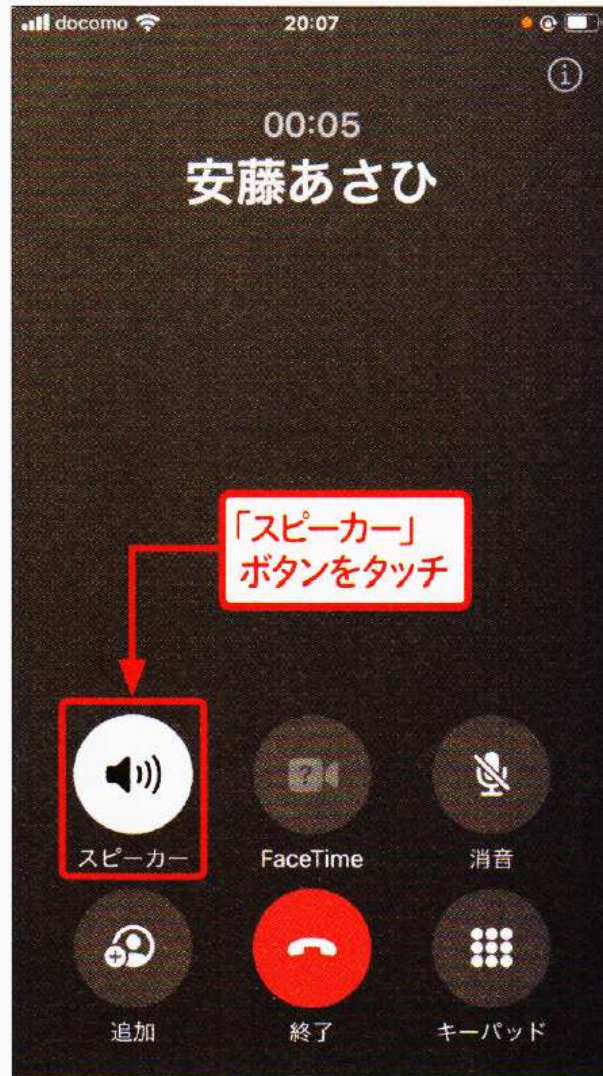 docomo 20:07
00:05
安藤あさひ
「スピーカー」
ボタンをタッチ
スピーカー FaceTime 消音
追加 終了 キーパッド